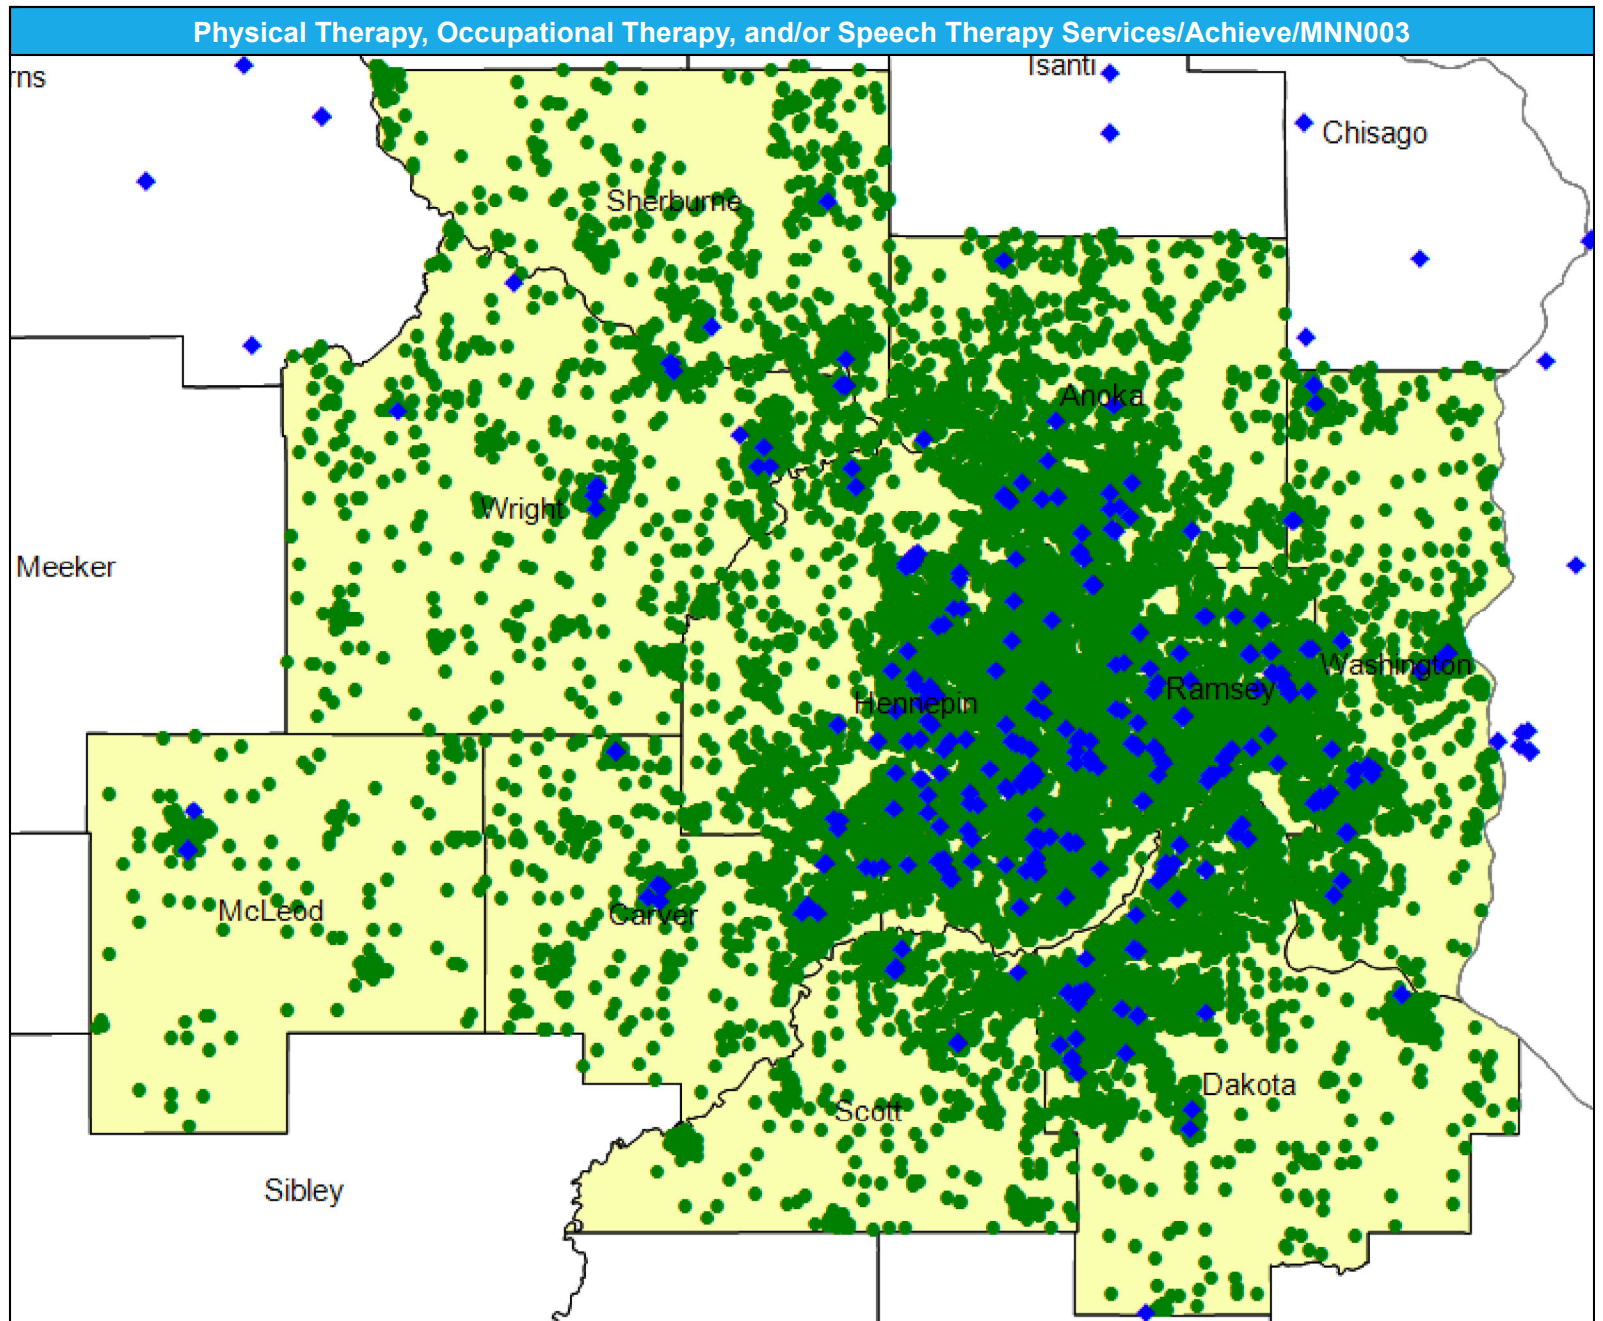 Physical Therapy, Occupational Therapy, and/or Speech Therapy Services/Achieve/MNN003
rns
Isanti
Chisago
Sherburne
Anoka
Wright
Meeker
Washington
Ramsey
Hennepin
McLeod
Carver
Dakota
Scott
Sibley